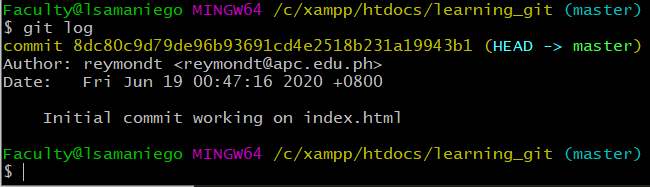 Faculty@lsamaniego MINGW64 /c/xampp/htdocs/learning_git (master)
$ git log
commit 8dc80c9d79de96b93691cd4e2518b231a19943b1 (HEAD -> master)
Author: reymondt <reymondt@apc.edu.ph>
Date:   Fri Jun 19 00:47:16 2020 +0800
    Initial commit working on index.html
Faculty@lsamaniego MINGW64 /c/xampp/htdocs/learning_git (master)
$